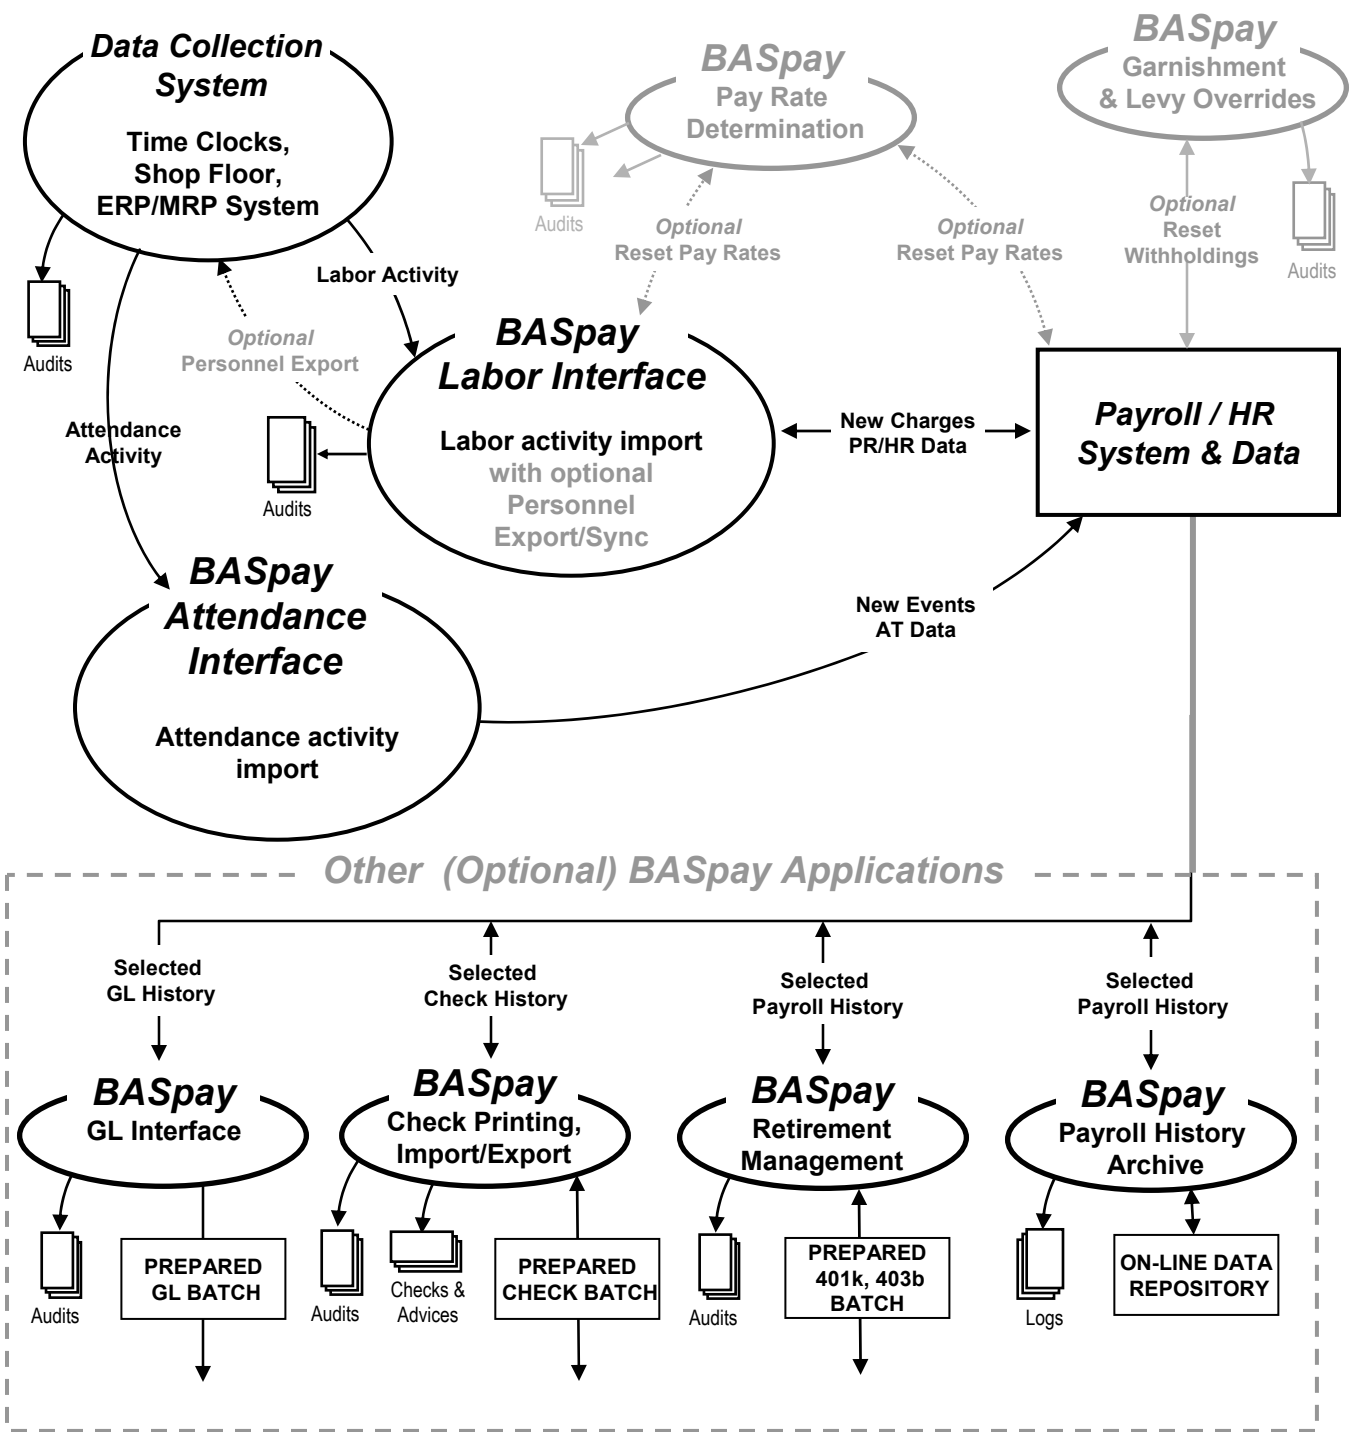 Data Collection
System
Time Clocks,
Shop Floor,
ERP/MRP System
BASpay
Pay Rate
Determination
BASpay
Garnishment
& Levy Overrides
Audits
Audits
Audits
Labor Activity
Optional
Personnel Export
Optional
Reset Pay Rates
Optional
Reset Pay Rates
Optional
Reset
Withholdings
Attendance
Activity
Audits
BASpay
Labor Interface
Labor activity import
with optional
Personnel
Export/Sync
New Charges
PR/HR Data
Payroll / HR
System & Data
BASpay
Attendance
Interface
Attendance activity
import
New Events
AT Data
Other (Optional) BASpay Applications
Selected
GL History
Selected
Check History
Selected
Payroll History
Selected
Payroll History
BASpay
GL Interface
BASpay
Check Printing,
Import/Export
BASpay
Retirement
Management
BASpay
Payroll History
Archive
Audits
PREPARED
GL BATCH
Audits
Checks &
Advices
PREPARED
CHECK BATCH
Audits
PREPARED
401k, 403b
BATCH
Logs
ON-LINE DATA
REPOSITORY